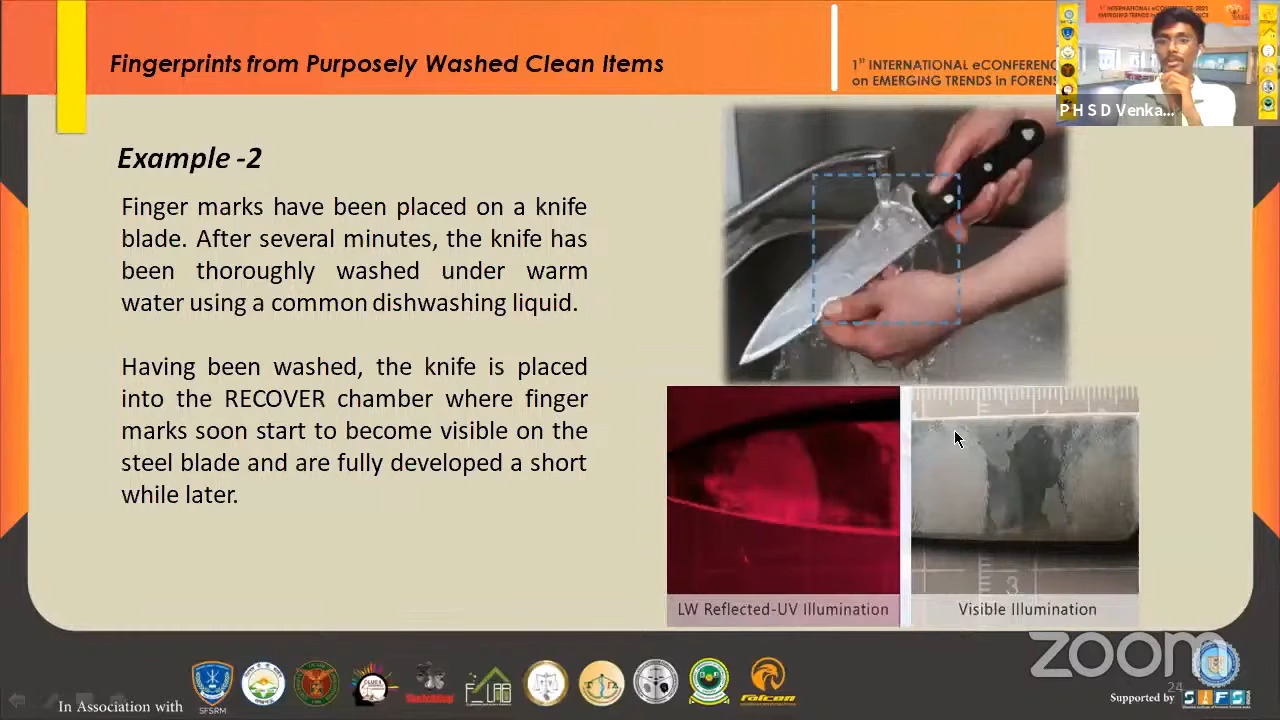 Fingerprints from Purposely Washed Clean Items
1ST INTERNATIONAL eCONFERENC
on EMERGING TRENDS in FORENS
P H S D Venka...
Example -2
Finger marks have been placed on a knife
blade. After several minutes, the knife has
been thoroughly washed under warm
water using a common dishwashing liquid.
Having been washed, the knife is placed
into the RECOVER chamber where finger
marks soon start to become visible on the
steel blade and are fully developed a short
while later.
3
LW Reflected-UV Illumination
Visible Illumination
zoom
24
In Association with
SFSRM
Supported by
SIFS